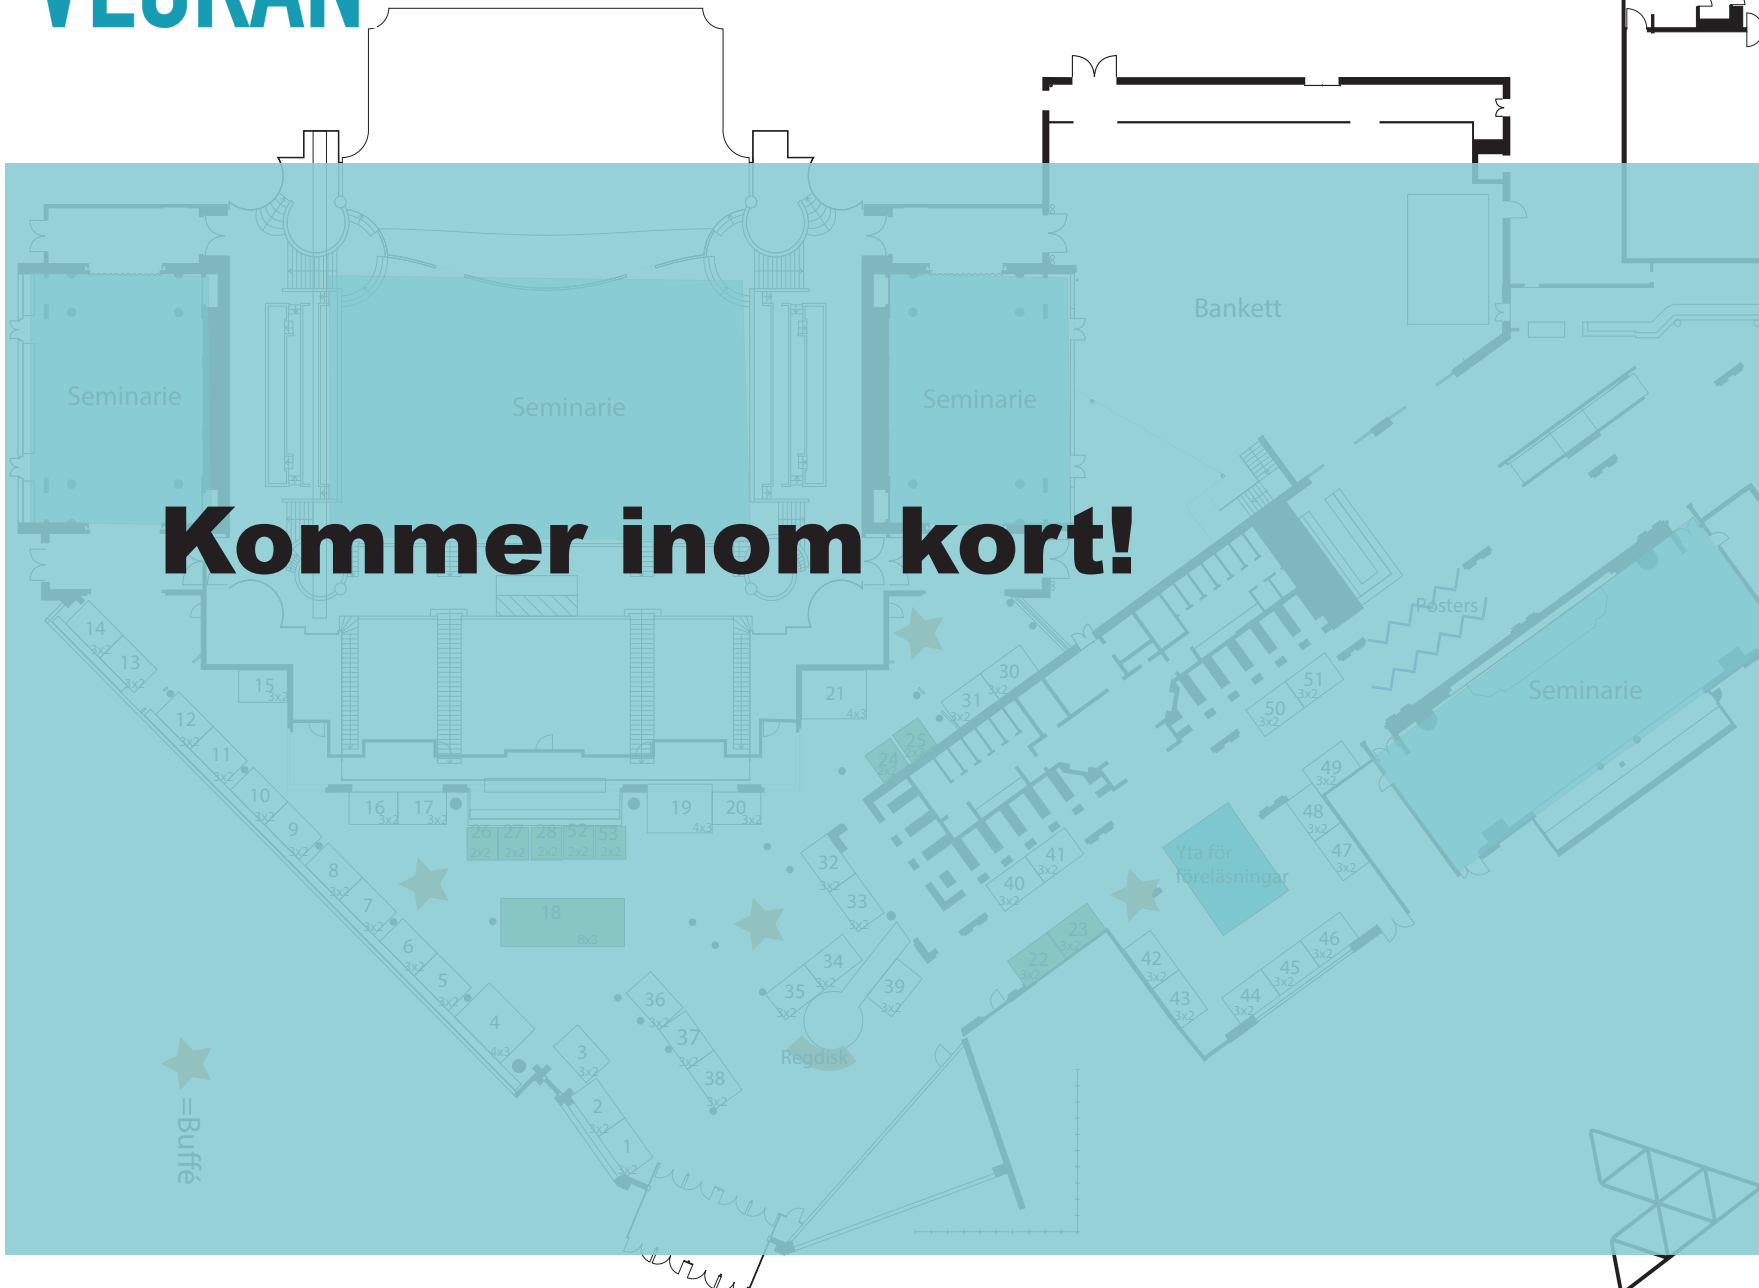 VEURAN
Bankett
Seminarie
Seminarie
Seminarie
Kommer inom kort!
Posters
Seminarie
14
3x2
13
3x2
15
3x2
12
3x2
11
3x2
10
3x2
9
3x2
8
3x2
7
3x2
6
3x2
5
3x2
4
4x3
3
3x2
2
3x2
1
3x2
16
3x2
17
3x2
19
4x3
20
3x2
21
4x3
26
2x2
27
2x2
28
2x2
52
2x2
53
2x2
18
8x3
24
25
30
3x2
31
3x2
32
3x2
33
3x2
34
3x2
35
3x2
36
3x2
37
3x2
38
3x2
39
3x2
40
3x2
41
3x2
22
3x2
23
3x2
42
3x2
43
3x2
44
3x2
45
3x2
46
3x2
47
3x2
48
3x2
49
3x2
50
3x2
51
3x2
Yta för
föreläsningar
Regdisk
=Buffé